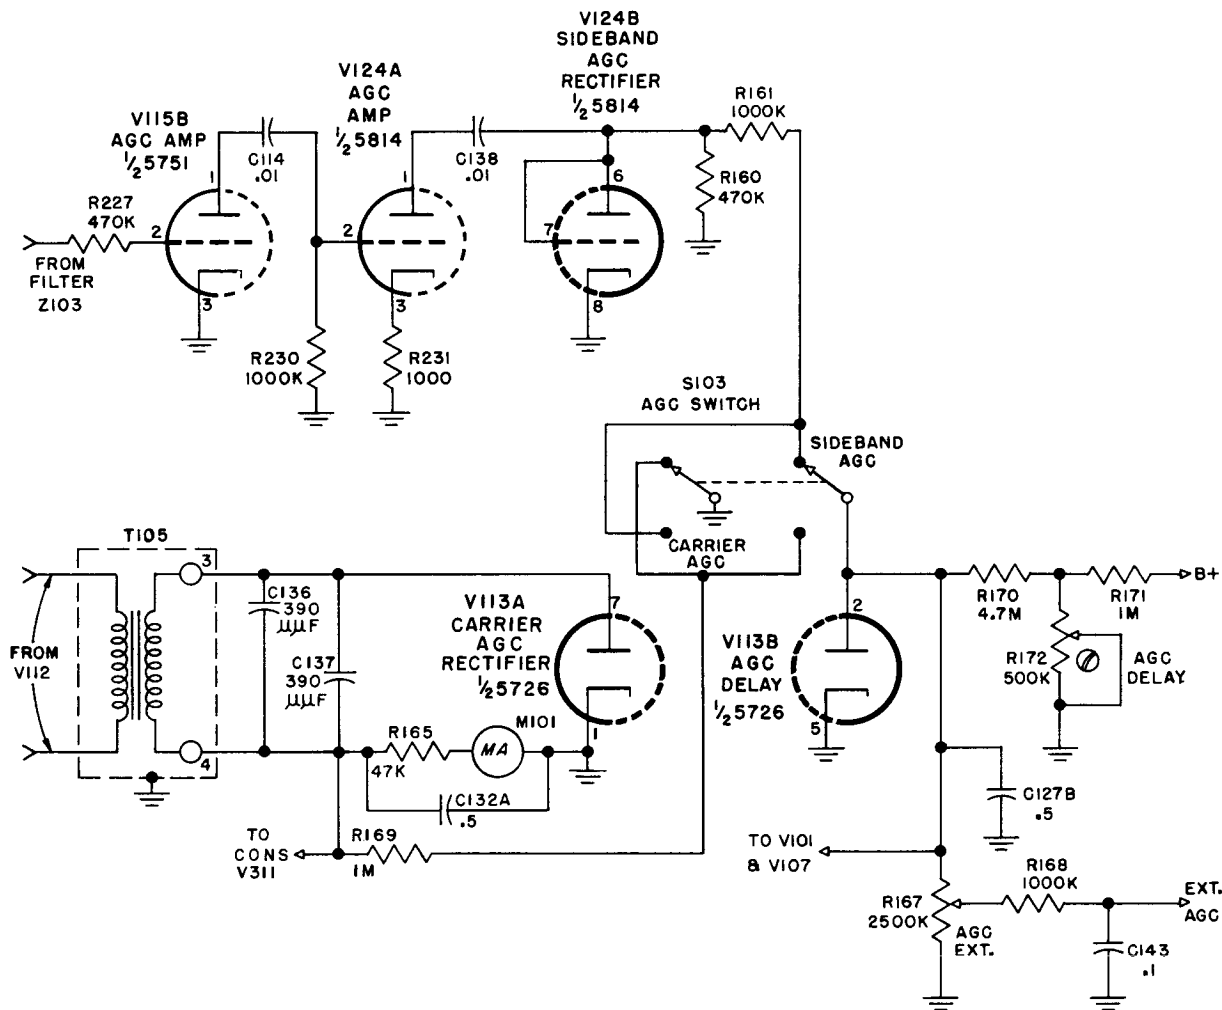 V124B
SIDEBAND
AGC
RECTIFIER
1/2 5814
V124A
AGC
AMP
1/2 5814
V115B
AGC AMP
1/2 5751
C114
.01
C138
.01
R161
1000K
R160
470K
R227
470K
1
1
6
2
2
7
3
3
8
FROM
FILTER
Z103
R230
1000K
R231
1000
S103
AGC SWITCH
SIDEBAND
AGC
CARRIER
AGC
T105
3
4
FROM
V112
C136
390
μμF
C137
390
μμF
V113A
CARRIER
AGC
RECTIFIER
1/2 5726
7
1
R165
47K
M101
MA
C132A
.5
R169
1M
TO
CONS
V311
V113B
AGC
DELAY
1/2 5726
2
5
R170
4.7M
R171
1M
B+
R172
500K
AGC
DELAY
C127B
.5
TO V101
& V107
R167
2500K
AGC
EXT.
R168
1000K
EXT.
AGC
C143
.1